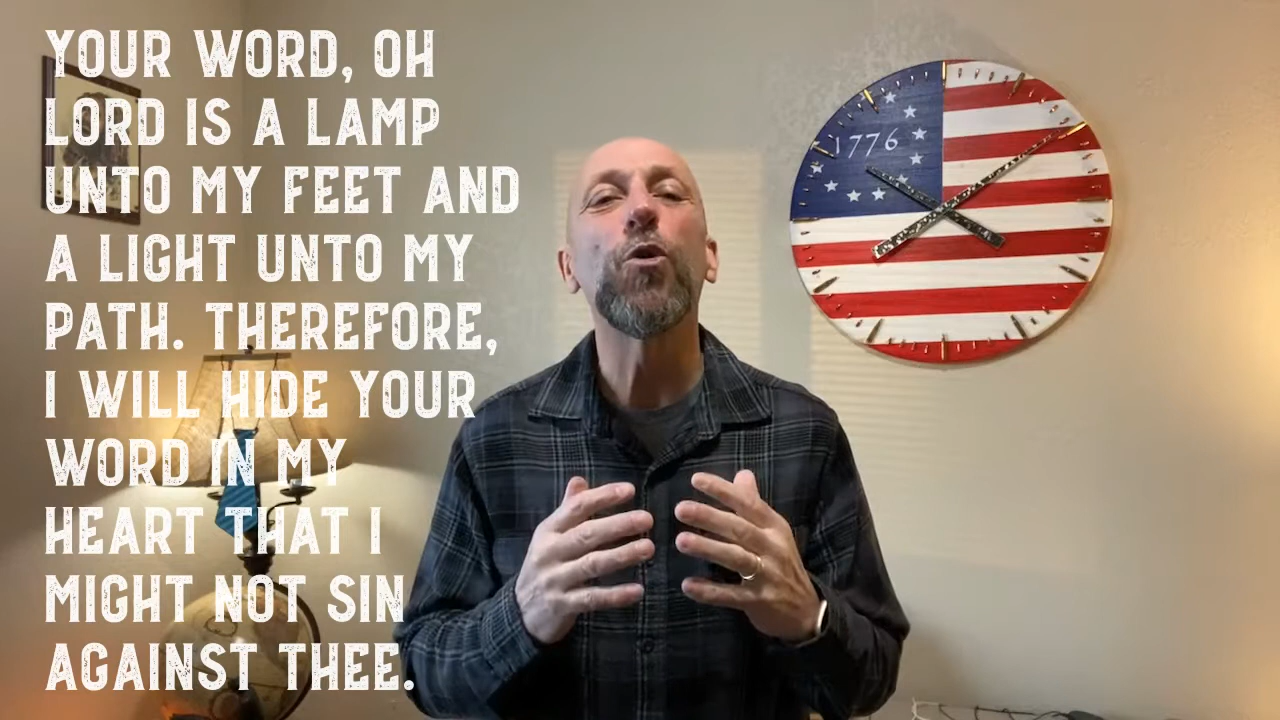 YOUR WORD, OH
LORD IS A LAMP
UNTO MY FEET AND
A LIGHT UNTO MY
PATH. THEREFORE,
I WILL HIDE YOUR
WORD IN MY
HEART THAT I
MIGHT NOT SIN
AGAINST THEE.
1776